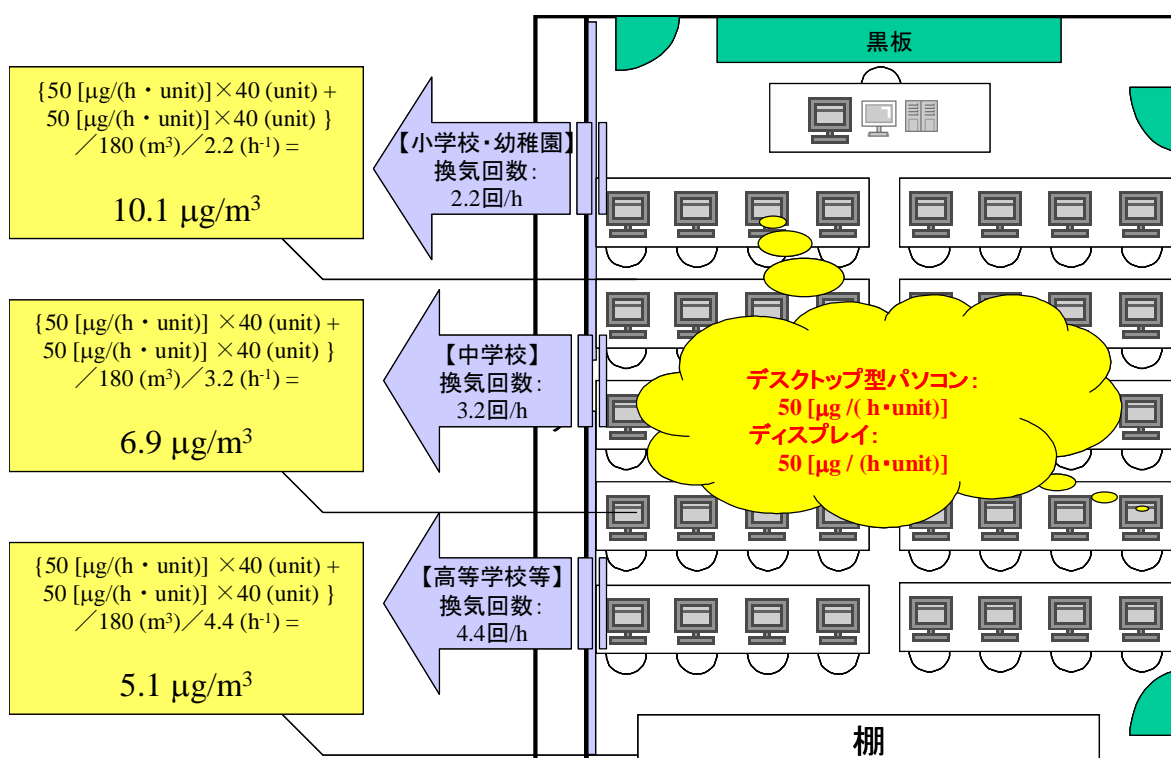 黒板
{50 [μg/(h・unit)]×40 (unit) +
50 [μg/(h・unit)]×40 (unit) }
／180 (m³)／2.2 (h⁻¹) =
10.1 μg/m³
【小学校・幼稚園】
換気回数：
2.2回/h
{50 [μg/(h・unit)] ×40 (unit) +
50 [μg/(h・unit)] ×40 (unit) }
／180 (m³)／3.2 (h⁻¹) =
6.9 μg/m³
【中学校】
換気回数：
3.2回/h
デスクトップ型パソコン：
50 [μg /( h・unit)]
ディスプレイ：
50 [μg / (h・unit)]
{50 [μg/(h・unit)] ×40 (unit) +
50 [μg/(h・unit)] ×40 (unit) }
／180 (m³)／4.4 (h⁻¹) =
5.1 μg/m³
【高等学校等】
換気回数：
4.4回/h
棚